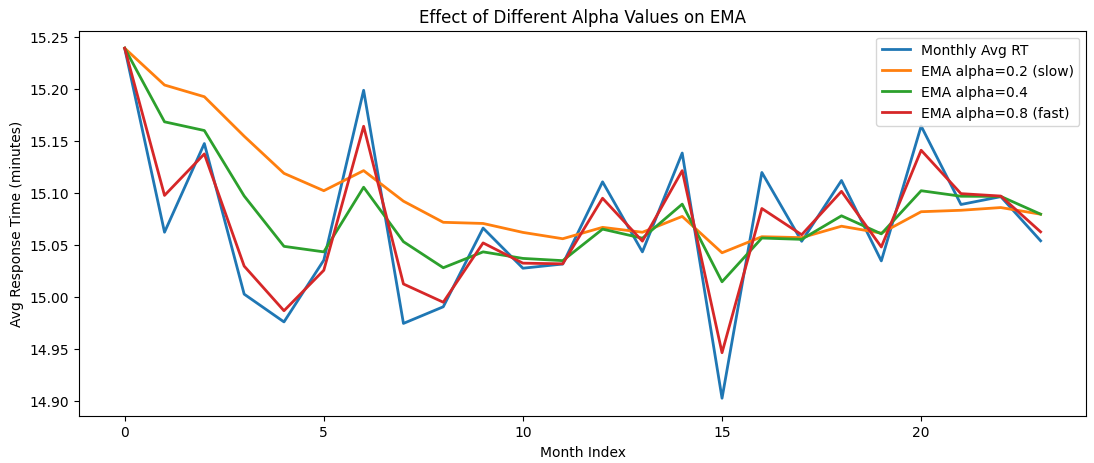 Effect of Different Alpha Values on EMA
Avg Response Time (minutes)
15.25
15.20
15.15
15.10
15.05
15.00
14.95
14.90
Monthly Avg RT
EMA alpha=0.2 (slow)
EMA alpha=0.4
EMA alpha=0.8 (fast)
0
5
10
15
20
Month Index